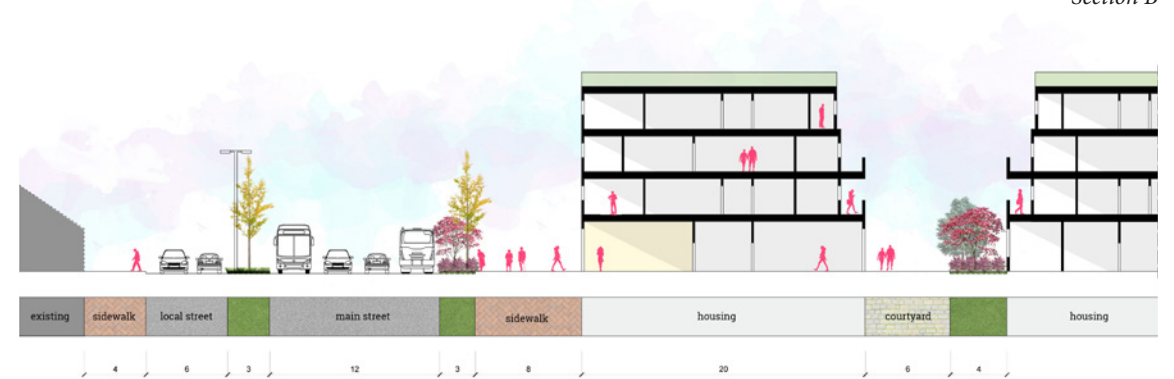 Section B
existing sidewalk local street main street sidewalk housing courtyard housing
4 6 3 12 3 8 20 6 4